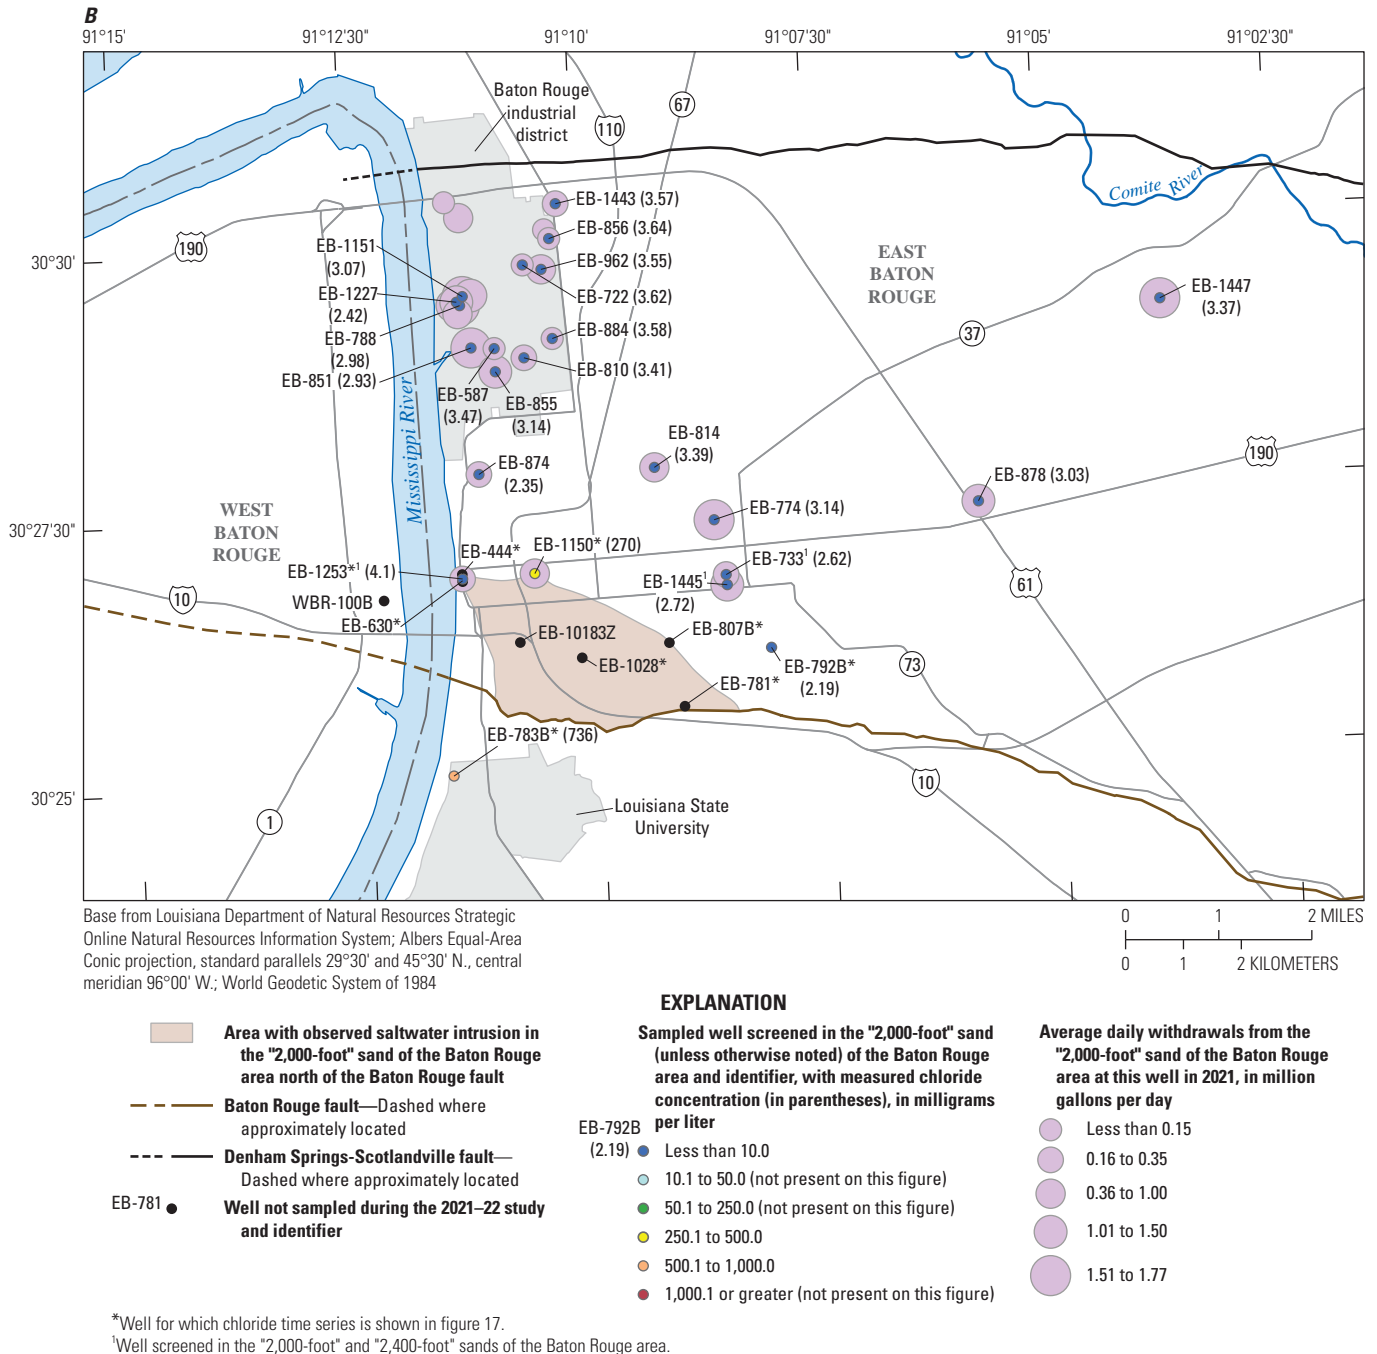 B
91°15'
91°12'30"
91°10'
91°07'30"
91°05'
91°02'30"
Baton Rouge
industrial
district
67
110
Comite River
190
30°30'
EB-1443 (3.57)
EB-856 (3.64)
EB-1151
(3.07)
EB-962 (3.55)
EAST
BATON
ROUGE
EB-1227
(2.42)
EB-722 (3.62)
EB-1447
(3.37)
EB-788
(2.98)
EB-884 (3.58)
37
EB-851 (2.93)
EB-810 (3.41)
EB-587
(3.47)
EB-855
(3.14)
Mississippi River
EB-814
(3.39)
190
EB-874
(2.35)
EB-878 (3.03)
WEST
BATON
ROUGE
EB-774 (3.14)
30°27'30"
EB-444*
EB-1150* (270)
EB-733¹ (2.62)
EB-1253*¹ (4.1)
EB-1445¹
(2.72)
61
10
WBR-100B
EB-630*
EB-10183Z
EB-807B*
EB-1028*
EB-792B*
(2.19)
73
EB-781*
EB-783B* (736)
10
30°25'
1
Louisiana State
University
Base from Louisiana Department of Natural Resources Strategic
Online Natural Resources Information System; Albers Equal-Area
Conic projection, standard parallels 29°30' and 45°30' N., central
meridian 96°00' W.; World Geodetic System of 1984
0 1 2 MILES
0 1 2 KILOMETERS
EXPLANATION
Area with observed saltwater intrusion in
the "2,000-foot" sand of the Baton Rouge
area north of the Baton Rouge fault
Baton Rouge fault—Dashed where
approximately located
Denham Springs-Scotlandville fault—
Dashed where approximately located
EB-781
Well not sampled during the 2021–22 study
and identifier
Sampled well screened in the "2,000-foot" sand
(unless otherwise noted) of the Baton Rouge
area and identifier, with measured chloride
concentration (in parentheses), in milligrams
per liter
EB-792B
(2.19)
Less than 10.0
10.1 to 50.0 (not present on this figure)
50.1 to 250.0 (not present on this figure)
250.1 to 500.0
500.1 to 1,000.0
1,000.1 or greater (not present on this figure)
Average daily withdrawals from the
"2,000-foot" sand of the Baton Rouge
area at this well in 2021, in million
gallons per day
Less than 0.15
0.16 to 0.35
0.36 to 1.00
1.01 to 1.50
1.51 to 1.77
*Well for which chloride time series is shown in figure 17.
¹Well screened in the "2,000-foot" and "2,400-foot" sands of the Baton Rouge area.